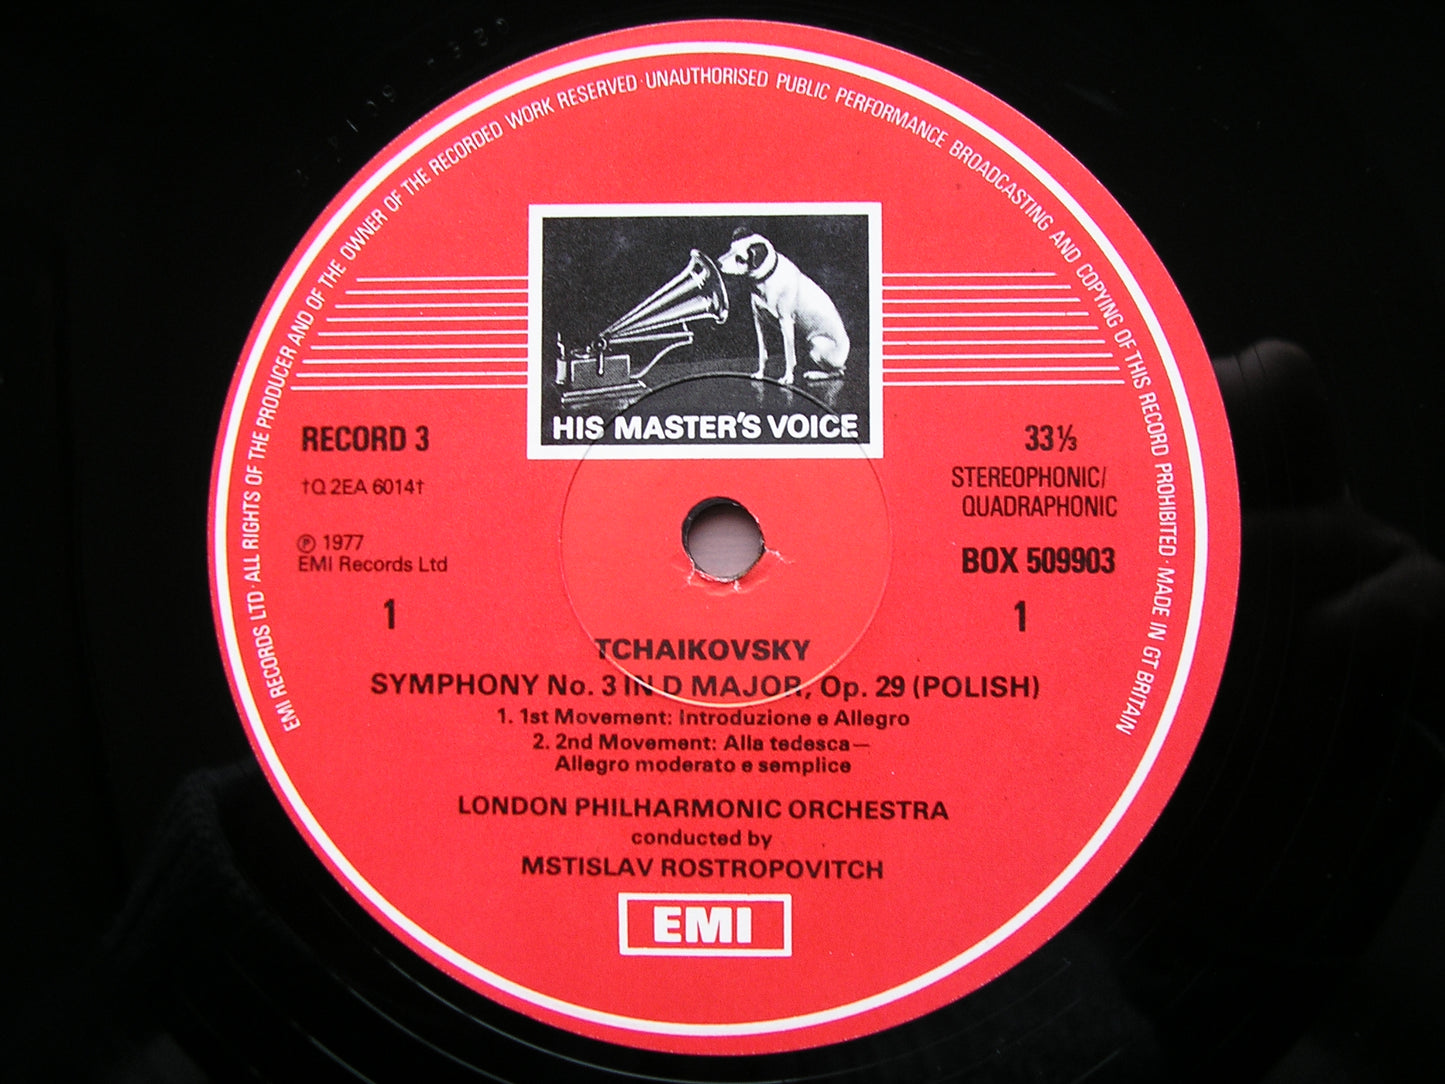 EMI RECORDS LTD · ALL RIGHTS OF THE PRODUCER AND OF THE OWNER OF THE RECORDED WORK RESERVED · UNAUTHORISED PUBLIC PERFORMANCE BROADCASTING AND COPYING OF THIS RECORD PROHIBITED · MADE IN GT BRITAIN
HIS MASTER'S VOICE
RECORD 3
†Q 2EA 6014†
℗ 1977
EMI Records Ltd
1
33⅓
STEREOPHONIC/
QUADRAPHONIC
BOX 509903
1
TCHAIKOVSKY
SYMPHONY No. 3 IN D MAJOR, Op. 29 (POLISH)
1. 1st Movement: Introduzione e Allegro
2. 2nd Movement: Alla tedesca—
Allegro moderato e semplice
LONDON PHILHARMONIC ORCHESTRA
conducted by
MSTISLAV ROSTROPOVITCH
EMI